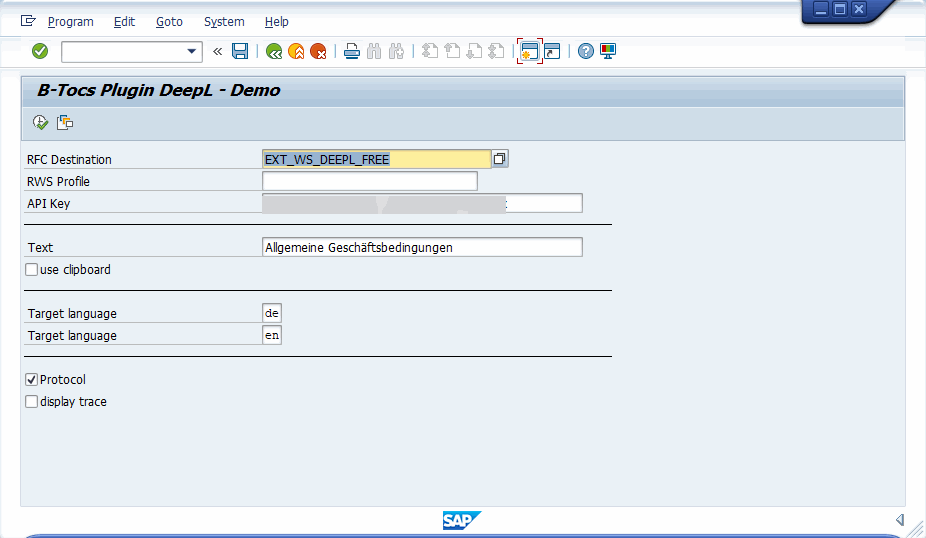 Program Edit Goto System Help
B-Tocs Plugin DeepL - Demo
RFC Destination EXT_WS_DEEPL_FREE
RWS Profile
API Key
Text Allgemeine Geschäftsbedingungen
use clipboard
Target language de
Target language en
Protocol
display trace
SAP